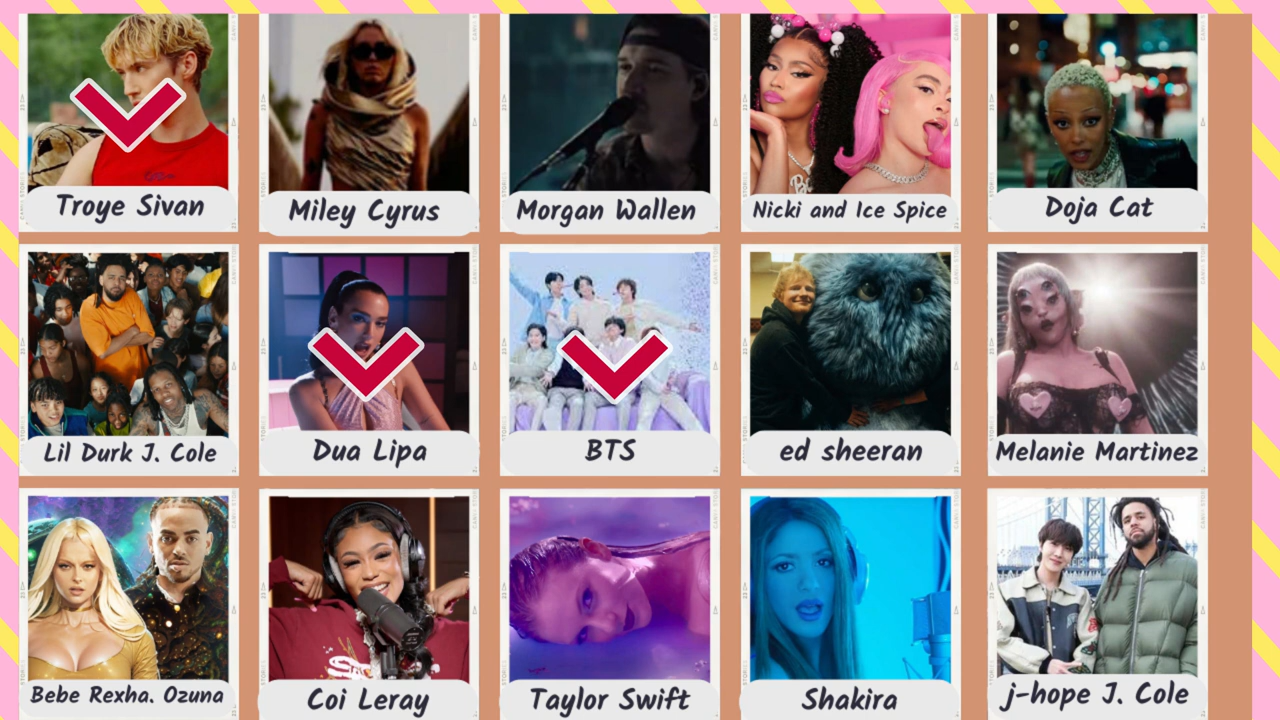 Troye Sivan
Miley Cyrus
Morgan Wallen
Nicki and Ice Spice
Doja Cat
Lil Durk J. Cole
Dua Lipa
BTS
ed sheeran
Melanie Martinez
Bebe Rexha. Ozuna
Coi Leray
Taylor Swift
Shakira
j-hope J. Cole